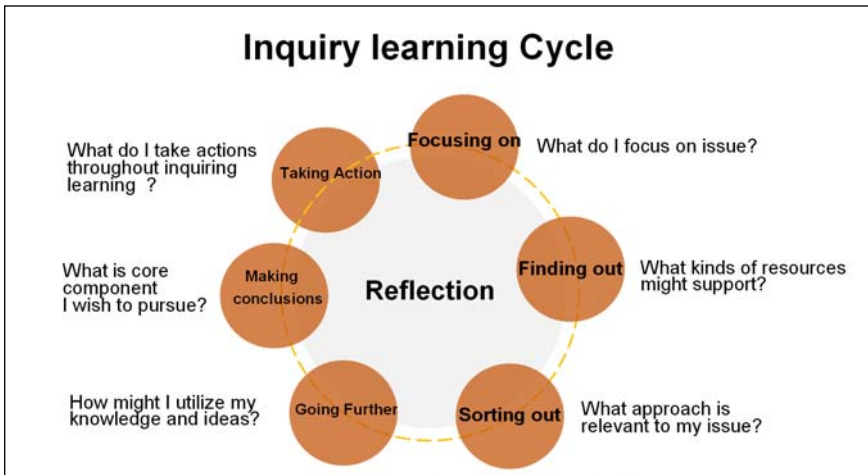 Inquiry learning Cycle
Focusing on
What do I focus on issue?
Finding out
What kinds of resources
might support?
Sorting out
What approach is
relevant to my issue?
Going Further
How might I utilize my
knowledge and ideas?
Making
conclusions
What is core
component
I wish to pursue?
Taking Action
What do I take actions
throughout inquiring
learning ?
Reflection